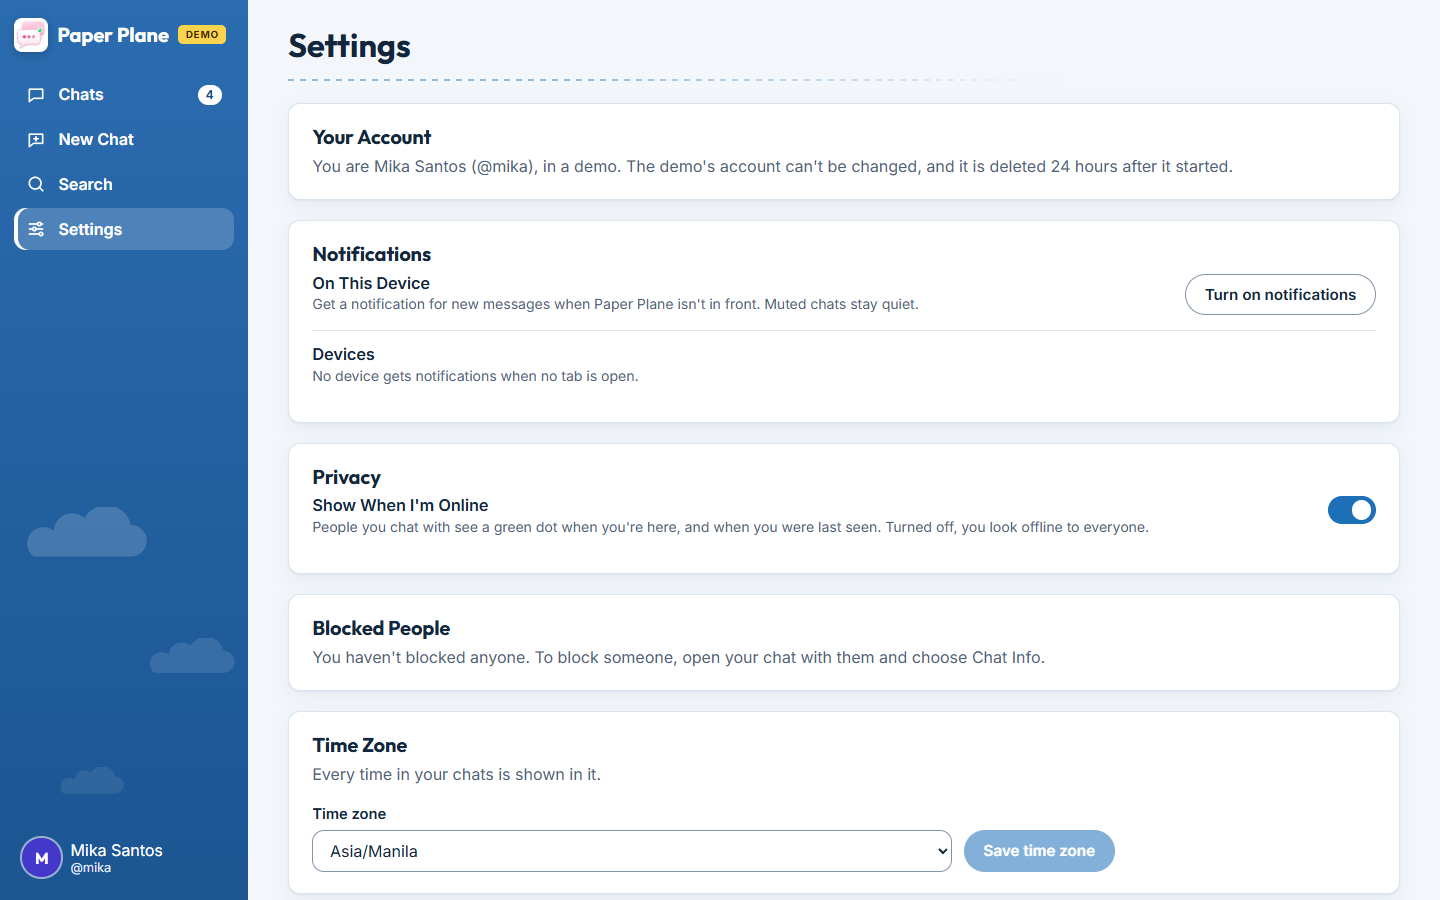 Paper Plane DEMO
Chats 4
New Chat
Search
Settings
Mika Santos
M
@mika
Settings
Your Account
You are Mika Santos (@mika), in a demo. The demo's account can't be changed, and it is deleted 24 hours after it started.
Notifications
On This Device
Get a notification for new messages when Paper Plane isn't in front. Muted chats stay quiet.
Turn on notifications
Devices
No device gets notifications when no tab is open.
Privacy
Show When I'm Online
People you chat with see a green dot when you're here, and when you were last seen. Turned off, you look offline to everyone.
Blocked People
You haven't blocked anyone. To block someone, open your chat with them and choose Chat Info.
Time Zone
Every time in your chats is shown in it.
Time zone
Asia/Manila
Save time zone